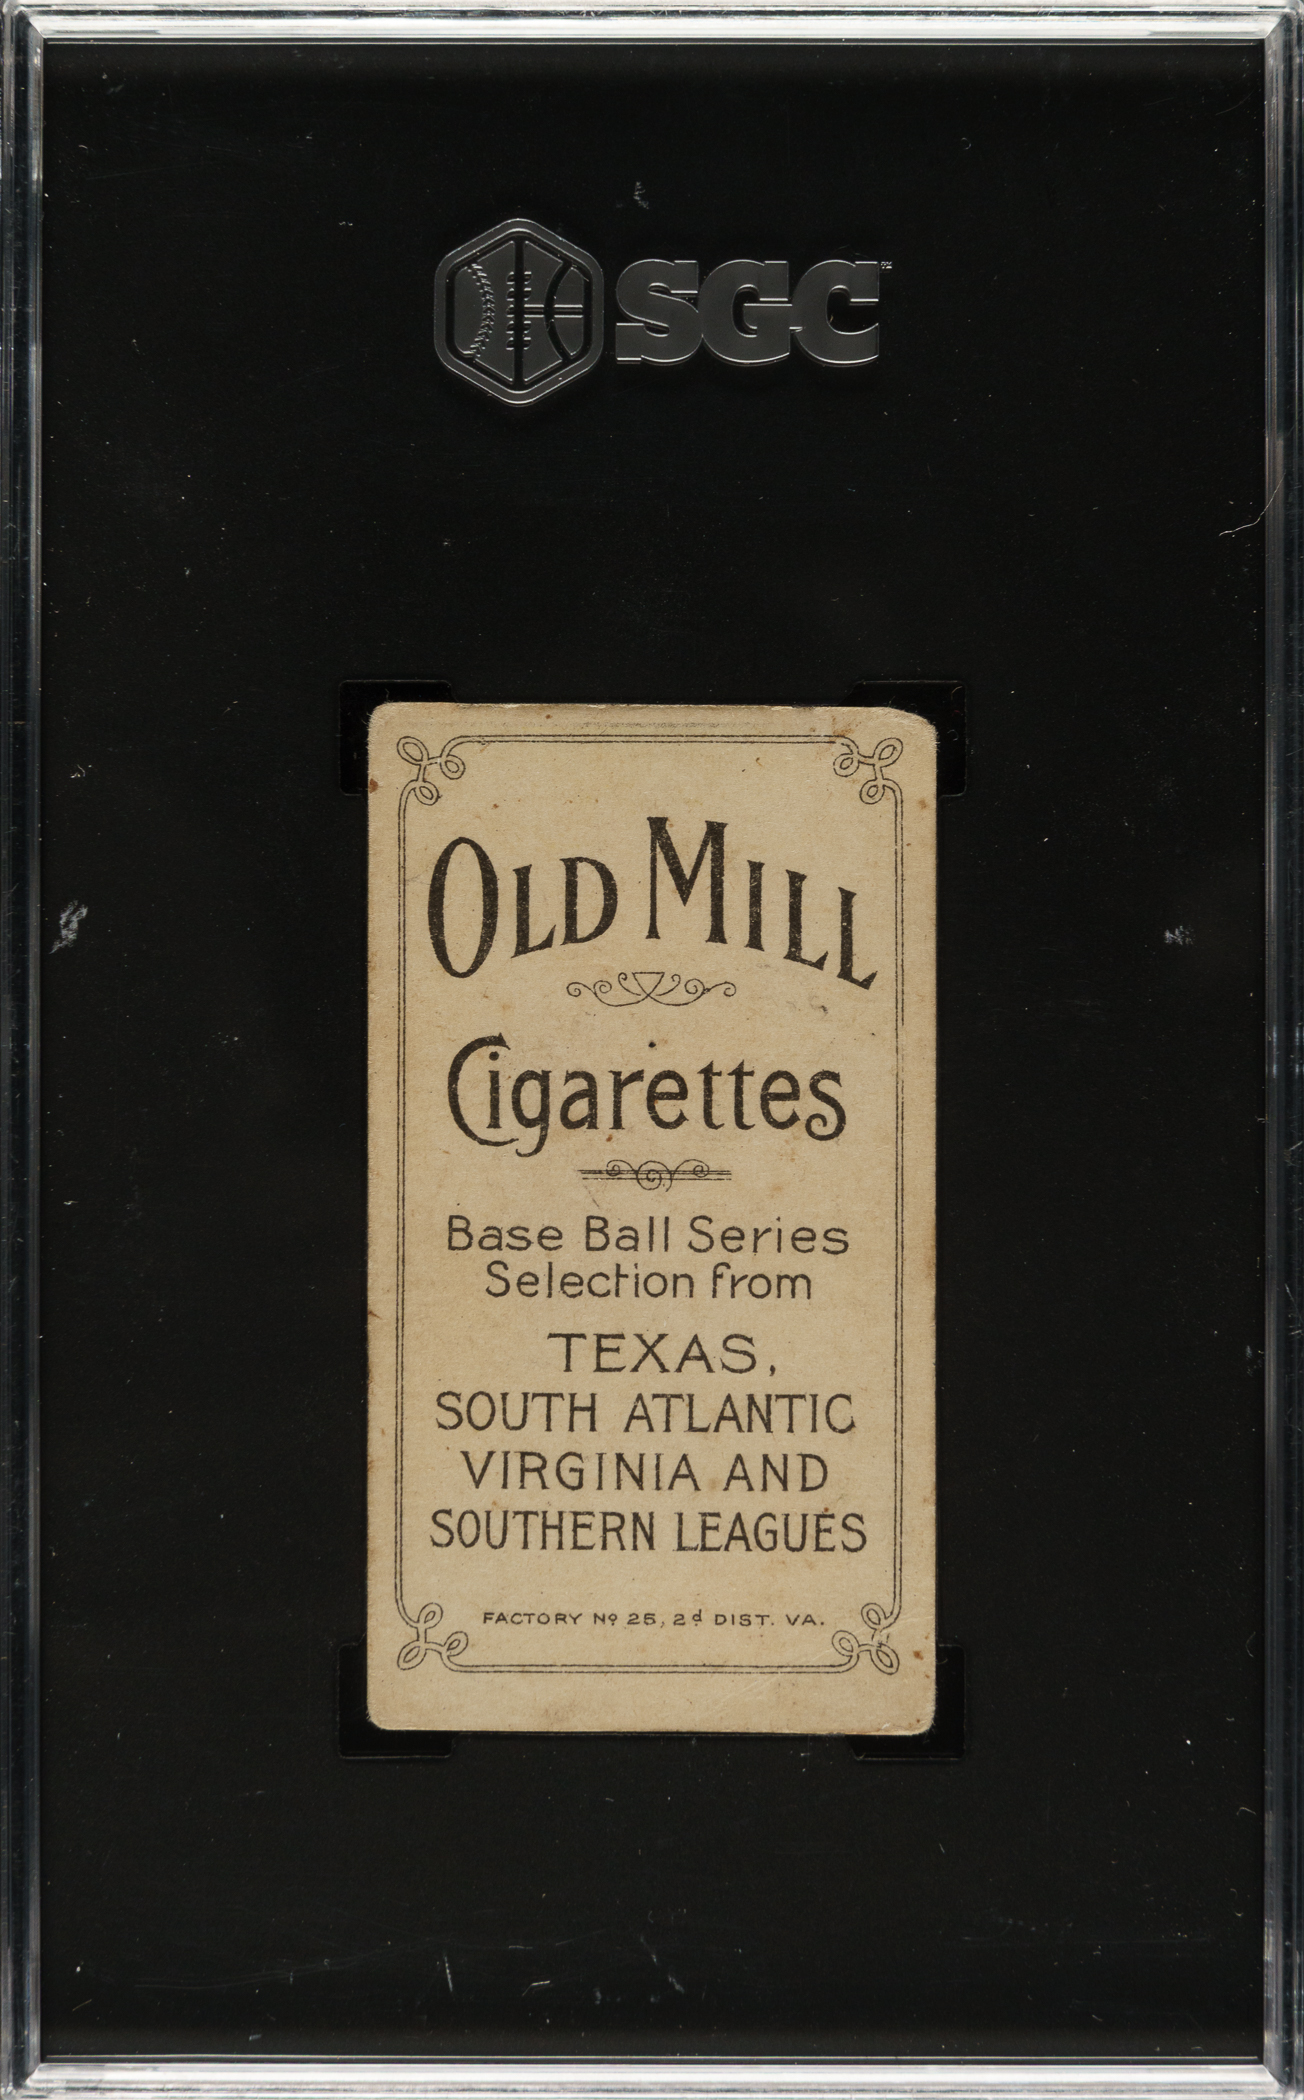 SGC™
OLD MILL
Cigarettes
Base Ball Series
Selection from
TEXAS,
SOUTH ATLANTIC
VIRGINIA AND
SOUTHERN LEAGUES
FACTORY Nº 25, 2d DIST. VA.